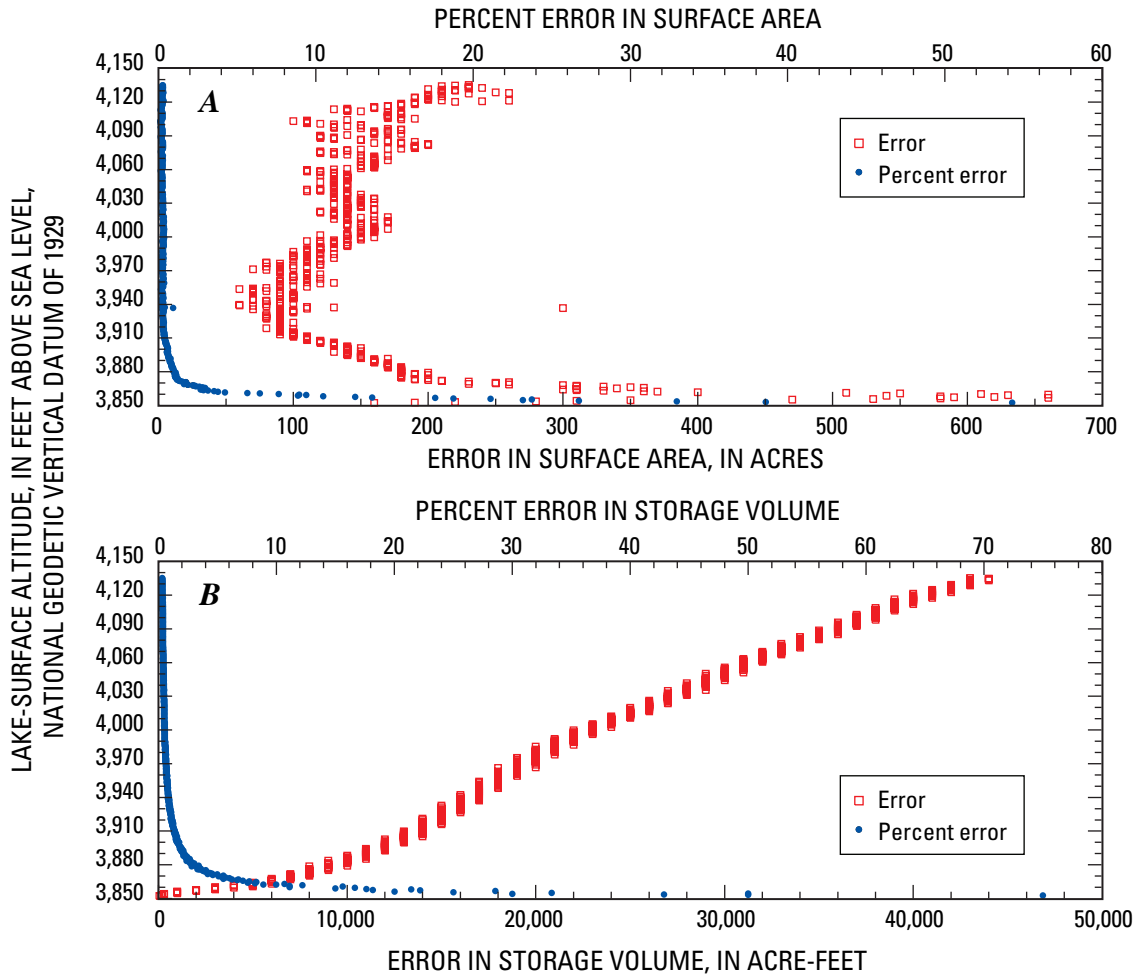 PERCENT ERROR IN SURFACE AREA
0 10 20 30 40 50 60
4,150
4,120
4,090
4,060
4,030
4,000
3,970
3,940
3,910
3,880
3,850
A
Error
Percent error
0 100 200 300 400 500 600 700
ERROR IN SURFACE AREA, IN ACRES
LAKE-SURFACE ALTITUDE, IN FEET ABOVE SEA LEVEL,
NATIONAL GEODETIC VERTICAL DATUM OF 1929
PERCENT ERROR IN STORAGE VOLUME
0 10 20 30 40 50 60 70 80
4,150
4,120
4,090
4,060
4,030
4,000
3,970
3,940
3,910
3,880
3,850
B
Error
Percent error
0 10,000 20,000 30,000 40,000 50,000
ERROR IN STORAGE VOLUME, IN ACRE-FEET